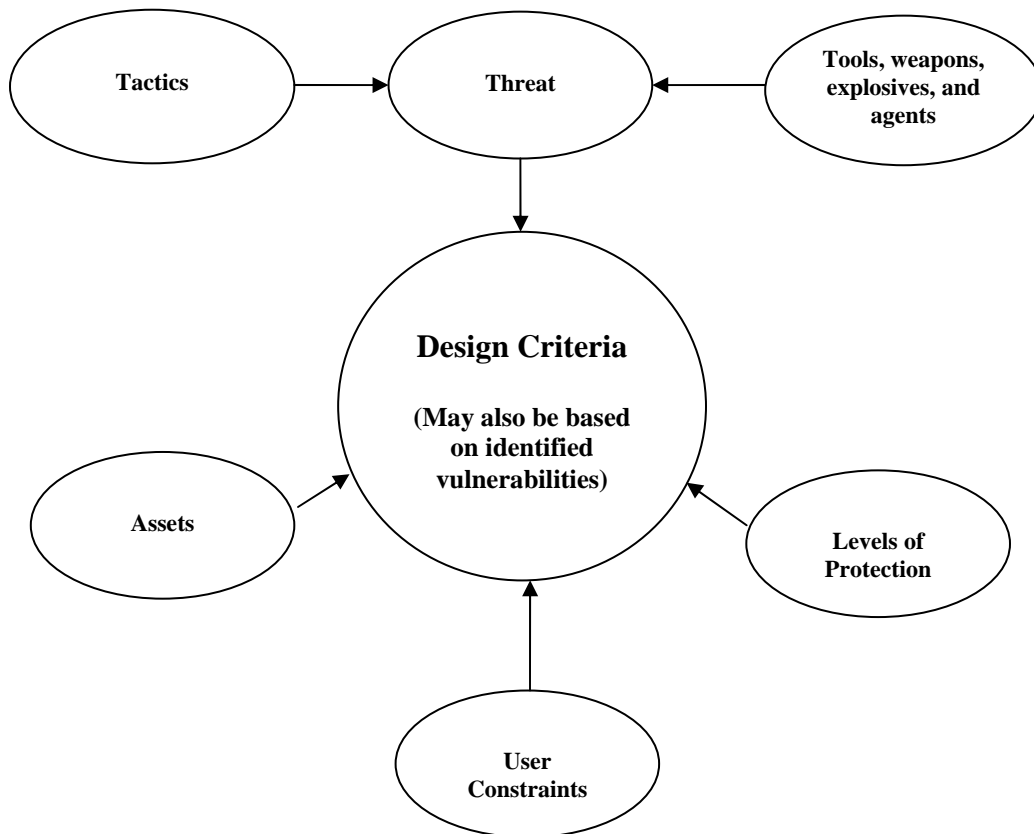 Tactics
Threat
Tools, weapons,
explosives, and
agents
Design Criteria
(May also be based
on identified
vulnerabilities)
Assets
Levels of
Protection
User
Constraints